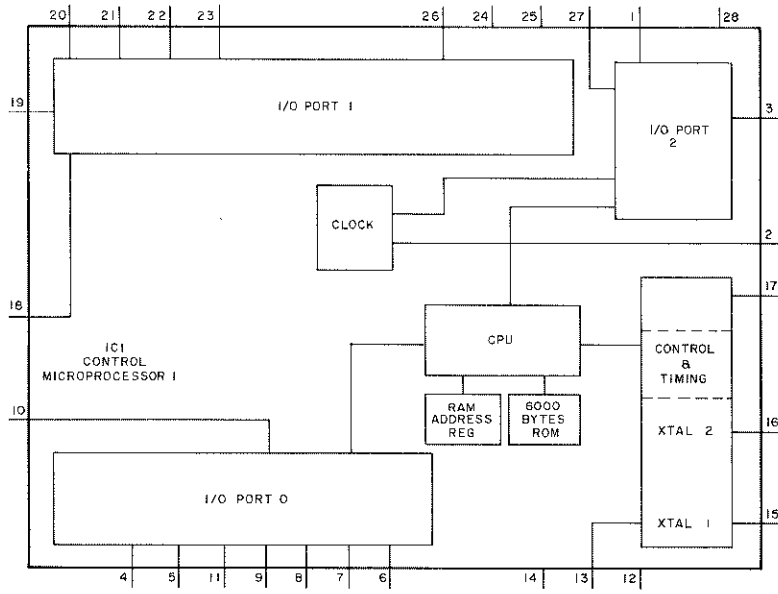 20 21 22 23 26 24 25 27 1 28
19
I/O PORT 1
I/O PORT
2
3
CLOCK
2
17
18
IC1
CONTROL
MICROPROCESSOR 1
CPU
CONTROL
&
TIMING
RAM
ADDRESS
REG
6000
BYTES
ROM
10
XTAL 2
16
I/O PORT 0
XTAL 1
15
4 5 11 9 8 7 6 14 13 12